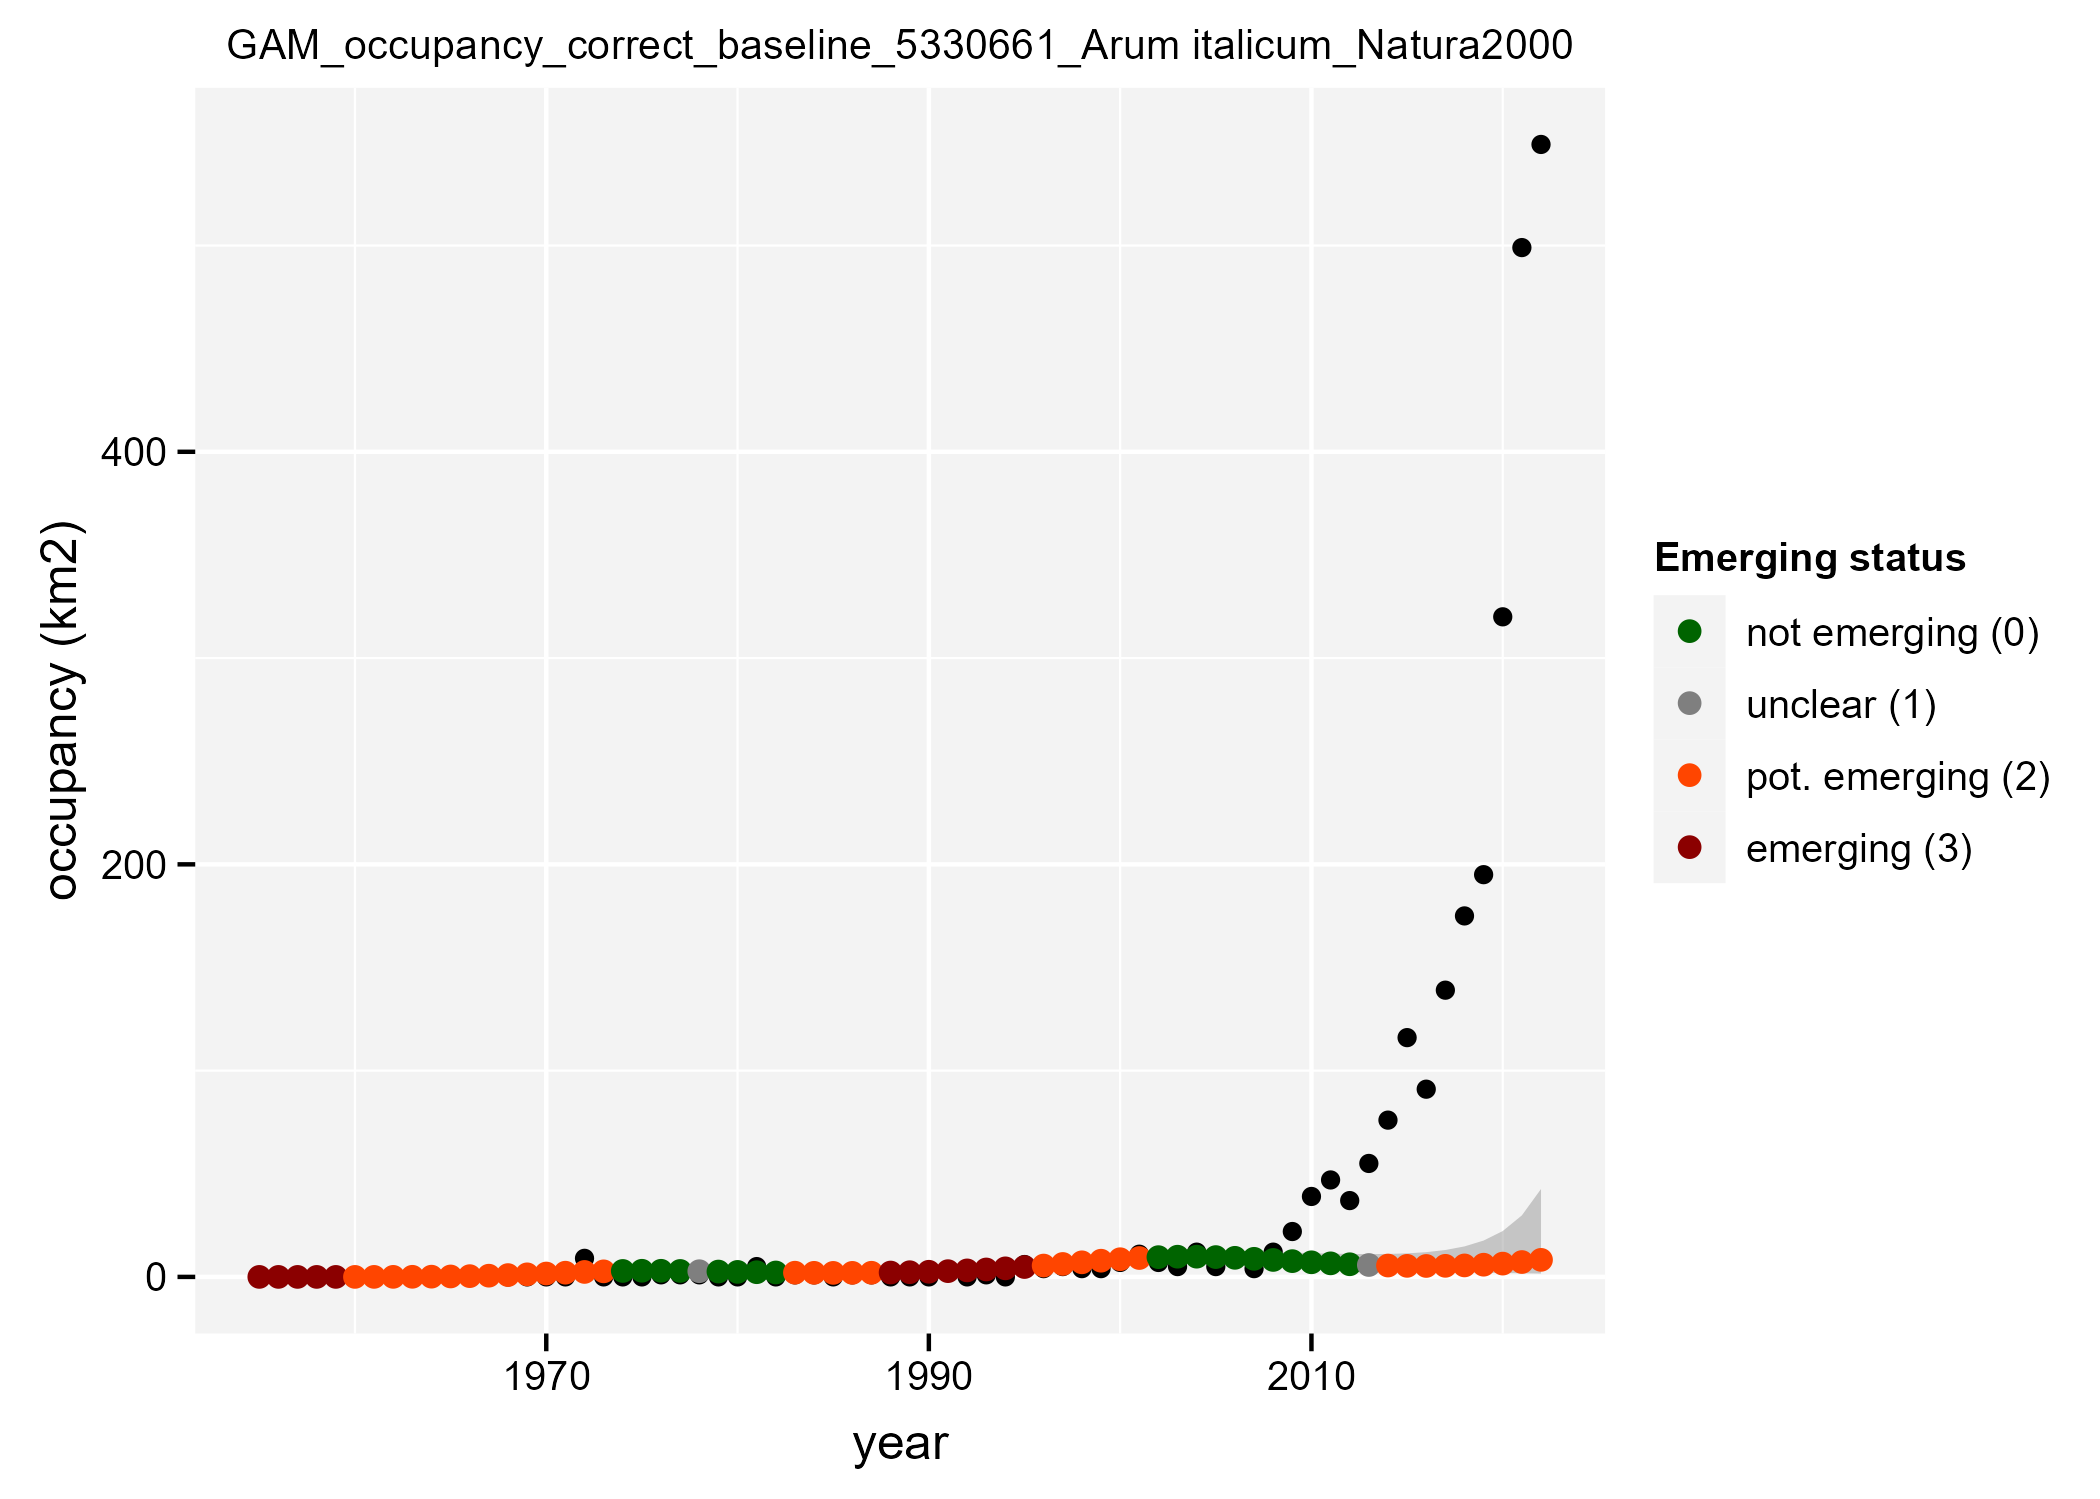 GAM_occupancy_correct_baseline_5330661_Arum italicum_Natura2000
occupancy (km2)
400
200
0
1970
1990
2010
year
Emerging status
not emerging (0)
unclear (1)
pot. emerging (2)
emerging (3)